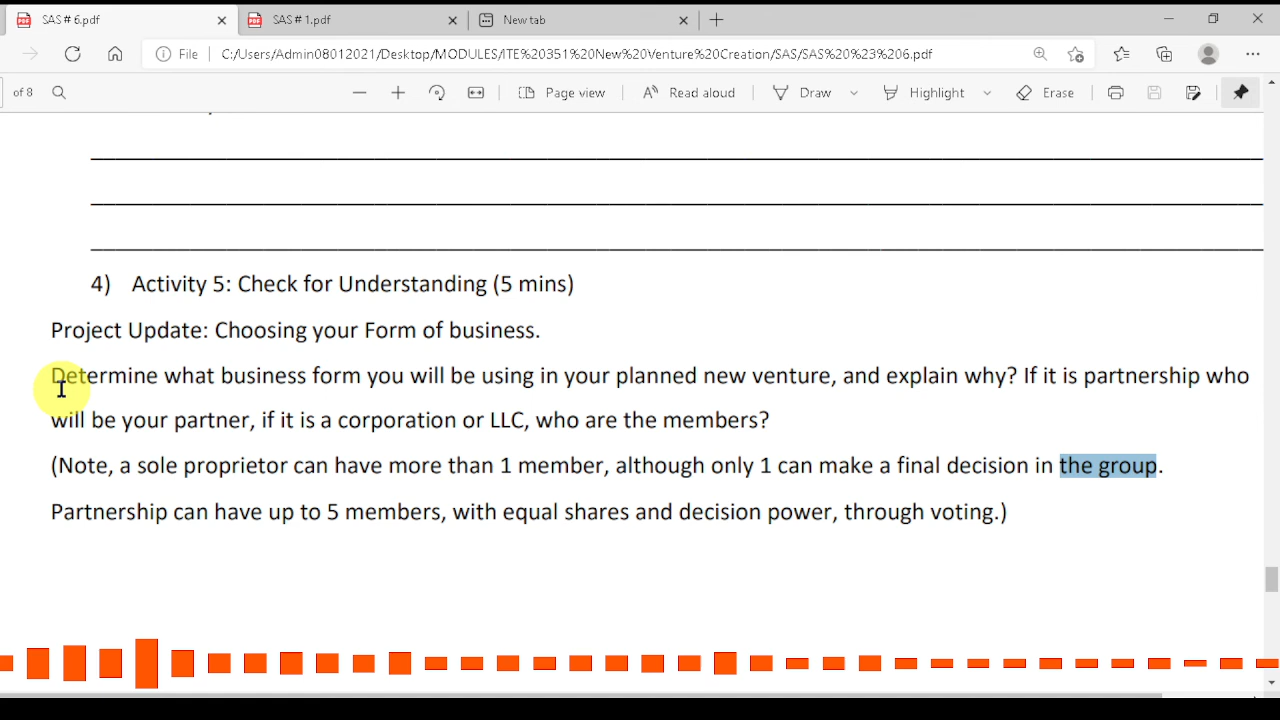 SAS # 6.pdf
SAS # 1.pdf
New tab
File
C:/Users/Admin08012021/Desktop/MODULES/ITE%20351%20New%20Venture%20Creation/SAS/SAS%20%23%206.pdf
of 8
Page view
Read aloud
Draw
Highlight
Erase
4) Activity 5: Check for Understanding (5 mins)
Project Update: Choosing your Form of business.
Determine what business form you will be using in your planned new venture, and explain why? If it is partnership who
will be your partner, if it is a corporation or LLC, who are the members?
(Note, a sole proprietor can have more than 1 member, although only 1 can make a final decision in the group.
Partnership can have up to 5 members, with equal shares and decision power, through voting.)